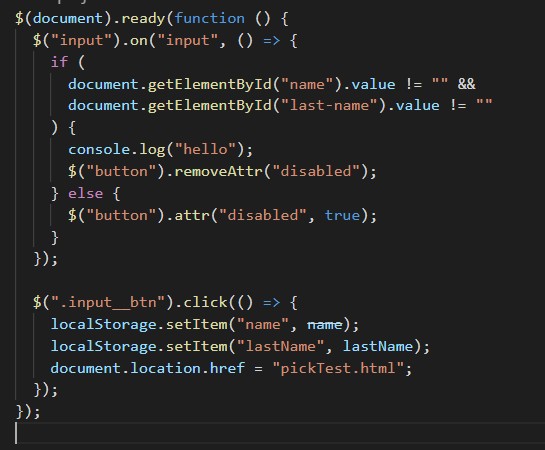 $(document).ready(function () {
  $("input").on("input", () => {
    if (
      document.getElementById("name").value != "" &&
      document.getElementById("last-name").value != ""
    ) {
      console.log("hello");
      $("button").removeAttr("disabled");
    } else {
      $("button").attr("disabled", true);
    }
  });

  $(".input__btn").click(() => {
    localStorage.setItem("name", name);
    localStorage.setItem("lastName", lastName);
    document.location.href = "pickTest.html";
  });
});